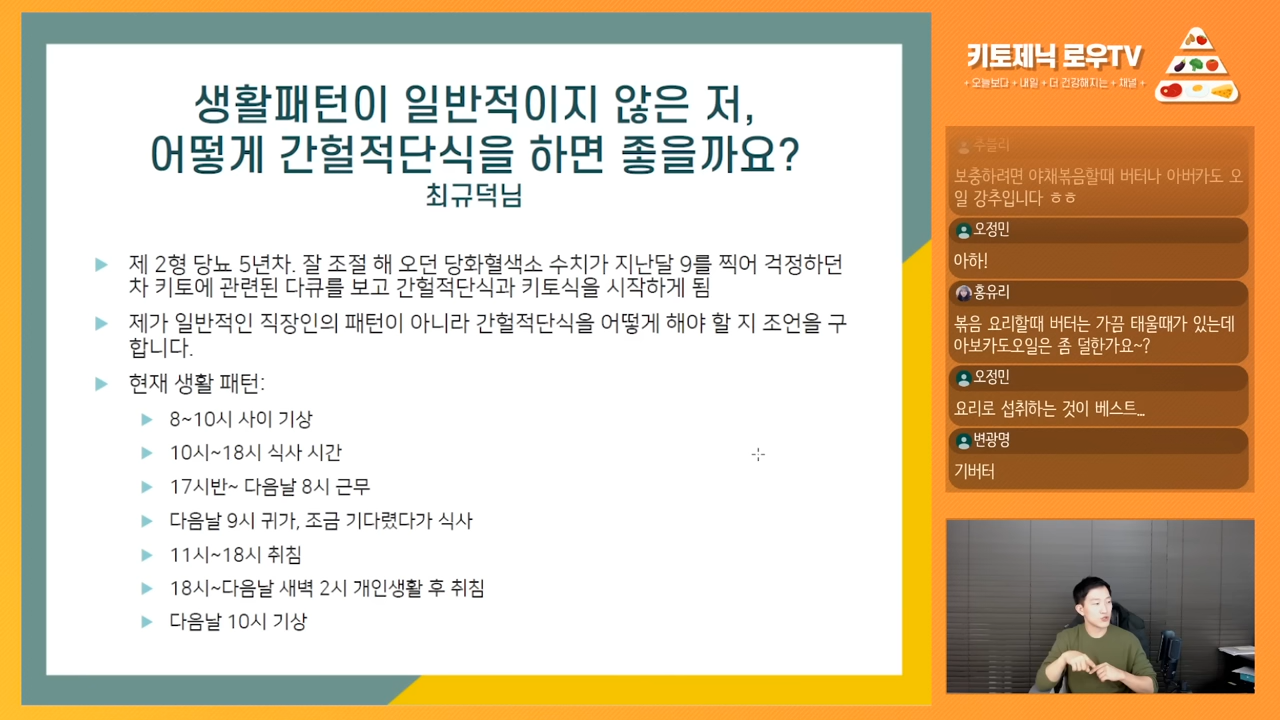 생활패턴이 일반적이지 않은 저,
어떻게 간헐적단식을 하면 좋을까요?
최규덕님
제 2형 당뇨 5년차. 잘 조절 해 오던 당화혈색소 수치가 지난달 9를 찍어 걱정하던
차 키토에 관련된 다큐를 보고 간헐적단식과 키토식을 시작하게 됨
제가 일반적인 직장인의 패턴이 아니라 간헐적단식을 어떻게 해야 할 지 조언을 구
합니다.
현재 생활 패턴:
8~10시 사이 기상
10시~18시 식사 시간
17시반~ 다음날 8시 근무
다음날 9시 귀가, 조금 기다렸다가 식사
11시~18시 취침
18시~다음날 새벽 2시 개인생활 후 취침
다음날 10시 기상
키토제닉 로우TV
+ 오늘보다 + 내일 + 더 건강해지는 + 채널 +
보충하려면 야채볶음할때 버터나 아버카도 오
일 강추입니다 ㅎㅎ
오정민
아하!
홍유리
볶음 요리할때 버터는 가끔 태울때가 있는데
아보카도오일은 좀 덜한가요~?
오정민
요리로 섭취하는 것이 베스트...
변광명
기버터